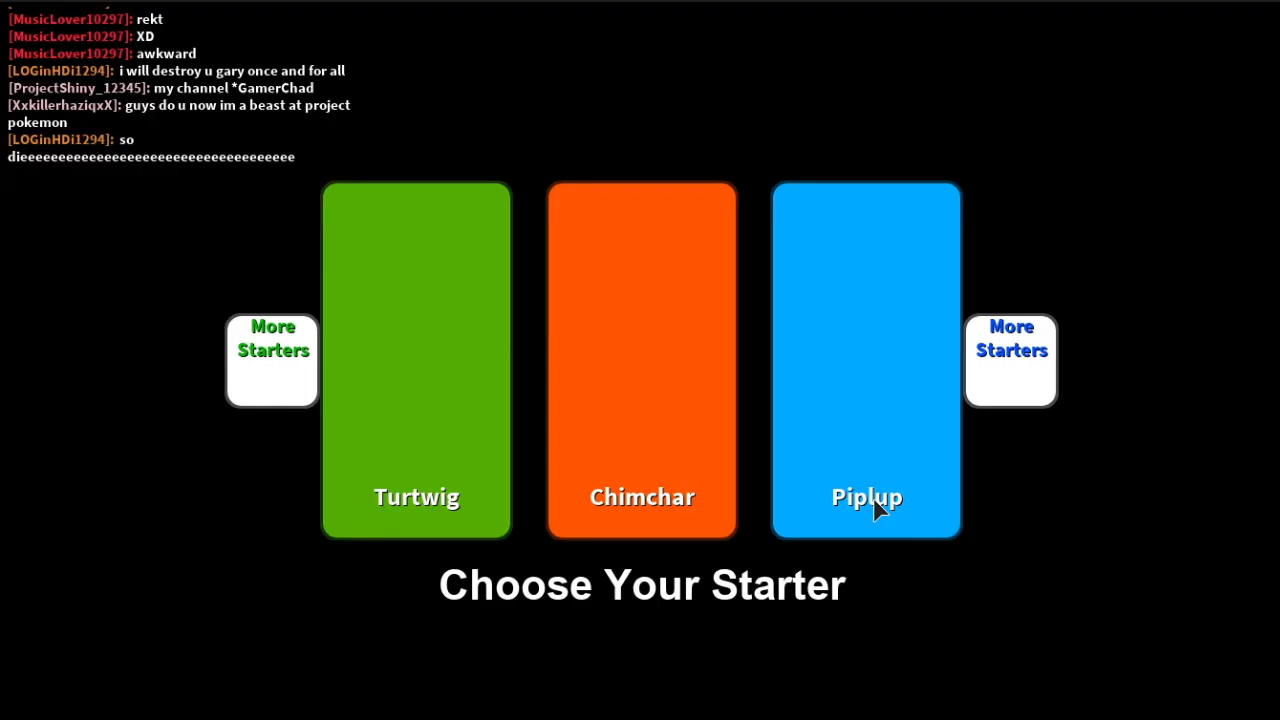 [MusicLover10297]: rekt
[MusicLover10297]: XD
[MusicLover10297]: awkward
[LOGinHDi1294]: i will destroy u gary once and for all
[ProjectShiny_12345]: my channel *GamerChad
[XxkillerhaziqxX]: guys do u now im a beast at project
pokemon
[LOGinHDi1294]: so
dieeeeeeeeeeeeeeeeeeeeeeeeeeeeeeeeeee
More
Starters
More
Starters
Turtwig
Chimchar
Piplup
Choose Your Starter